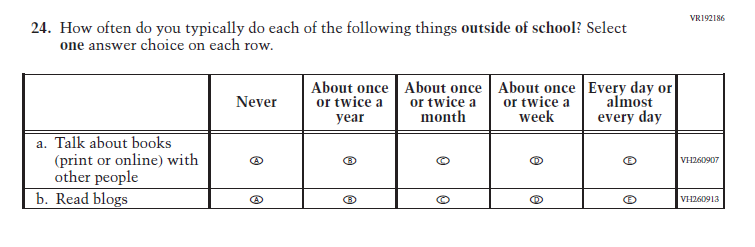 VR192186
24. How often do you typically do each of the following things outside of school? Select
one answer choice on each row.
Never
About once or twice a year
About once or twice a month
About once or twice a week
Every day or almost every day
a. Talk about books
(print or online) with
other people
A B C D E VH260907
b. Read blogs A B C D E VH260913